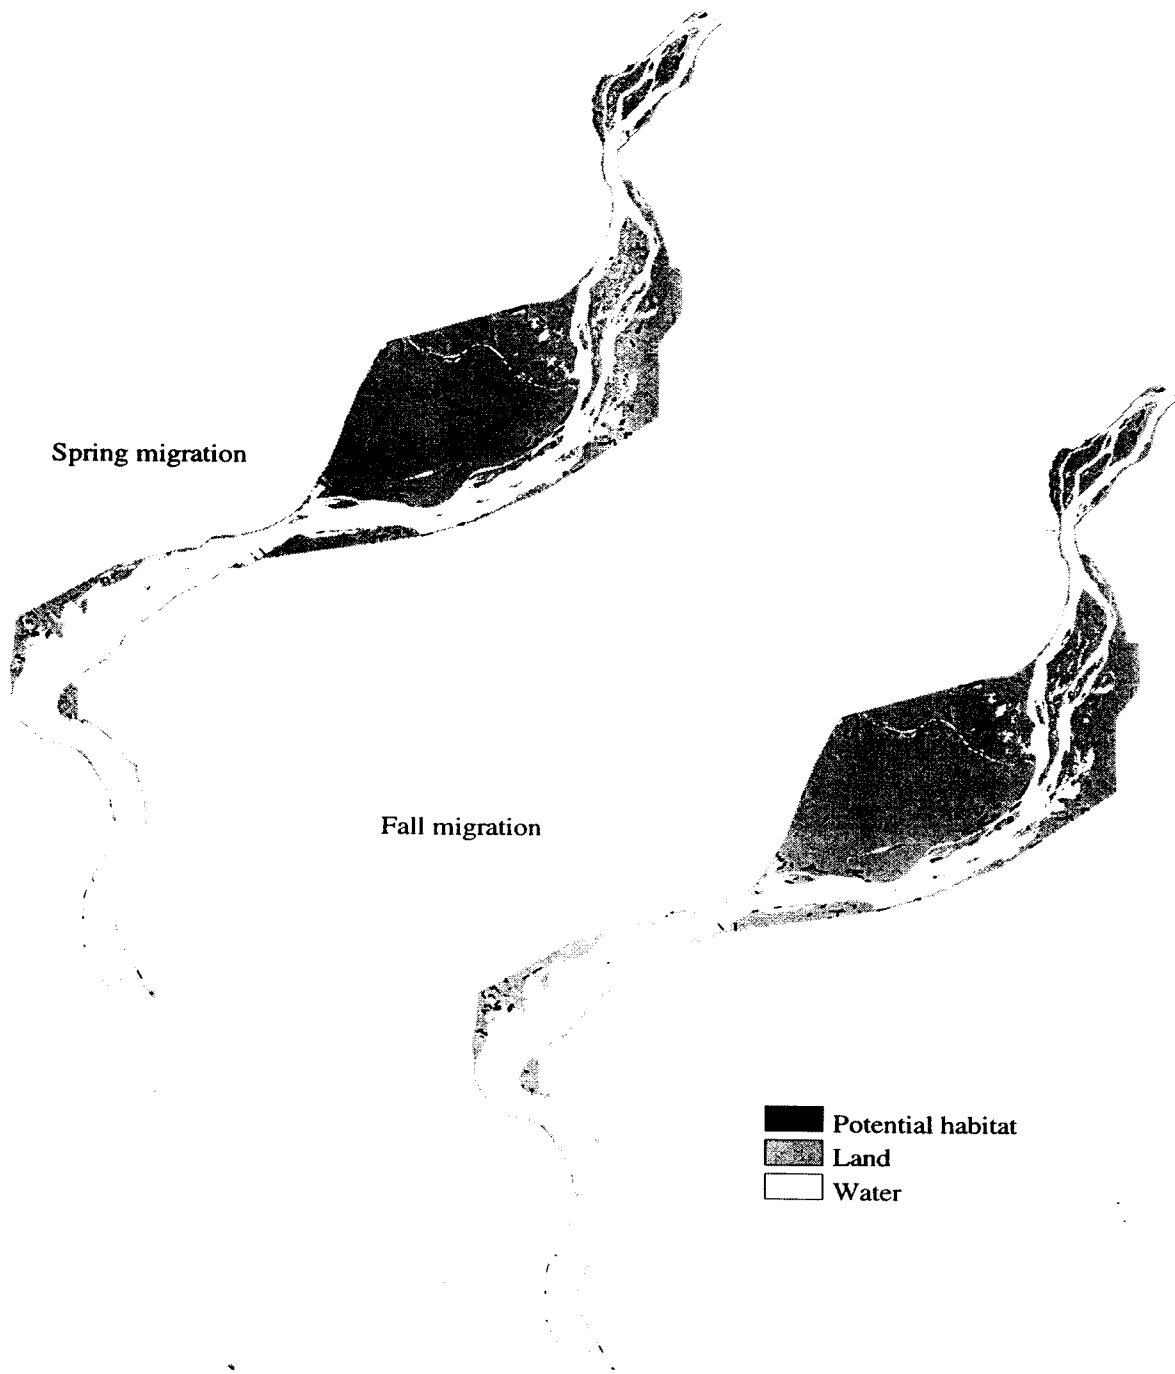 Spring migration
Fall migration
Potential habitat
Land
Water